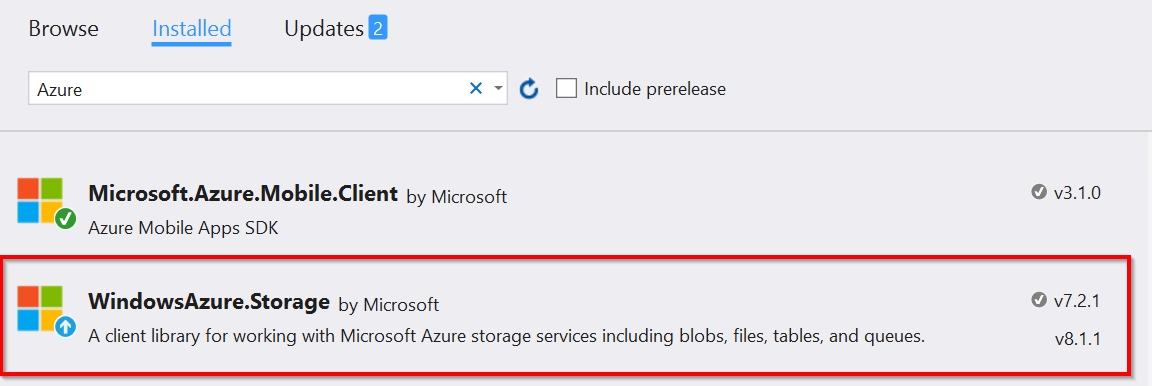 Browse Installed Updates 2
Azure Include prerelease
Microsoft.Azure.Mobile.Client by Microsoft v3.1.0
Azure Mobile Apps SDK
WindowsAzure.Storage by Microsoft v7.2.1
A client library for working with Microsoft Azure storage services including blobs, files, tables, and queues. v8.1.1